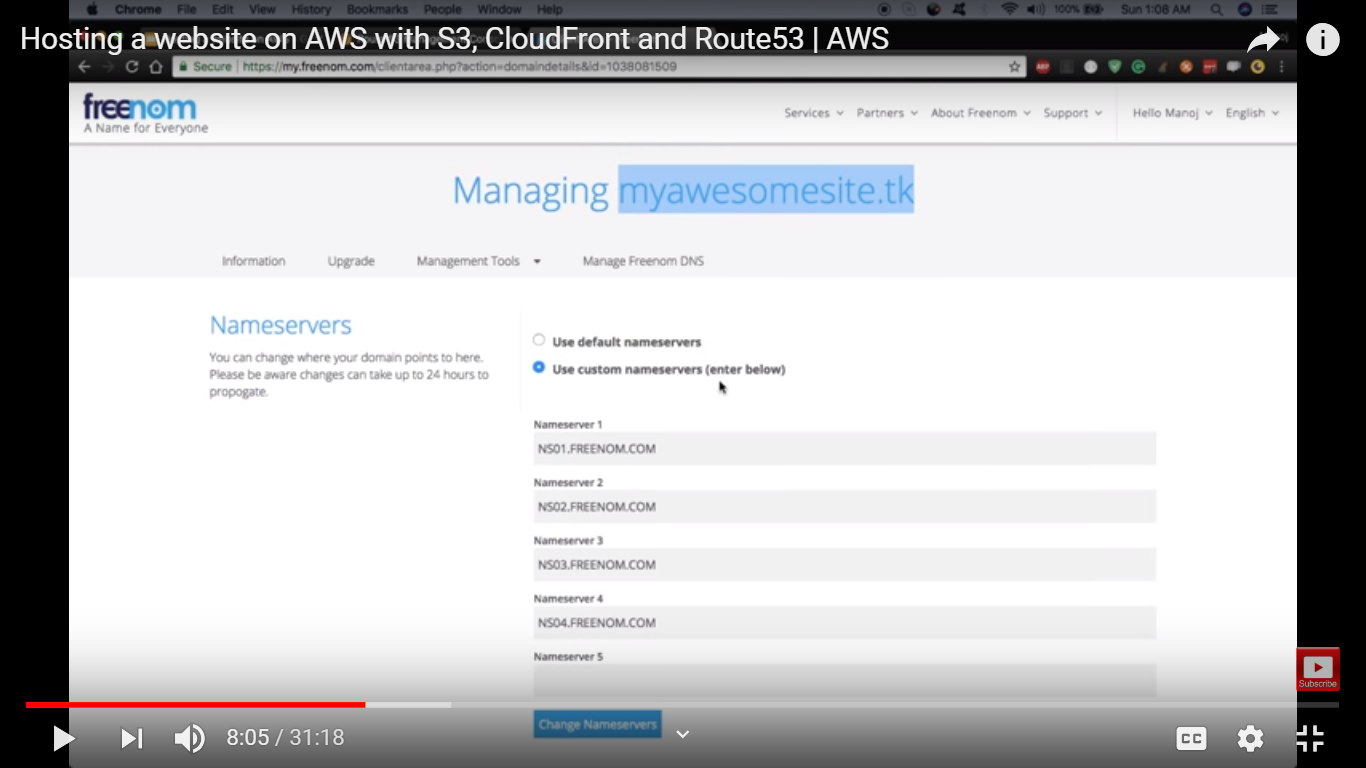 Chrome File Edit View History Bookmarks People Window Help 100% Sun 1:08 AM
Hosting a website on AWS with S3, CloudFront and Route53 | AWS
Secure | https://my.freenom.com/clientarea.php?action=domaindetails&id=1038081509
freenom
A Name for Everyone
Services Partners About Freenom Support Hello Manoj English
Managing myawesomesite.tk
Information Upgrade Management Tools Manage Freenom DNS
Nameservers
You can change where your domain points to here.
Please be aware changes can take up to 24 hours to
propogate.
Use default nameservers
Use custom nameservers (enter below)
Nameserver 1
NS01.FREENOM.COM
Nameserver 2
NS02.FREENOM.COM
Nameserver 3
NS03.FREENOM.COM
Nameserver 4
NS04.FREENOM.COM
Nameserver 5
Change Nameservers
Subscribe
8:05 / 31:18
CC